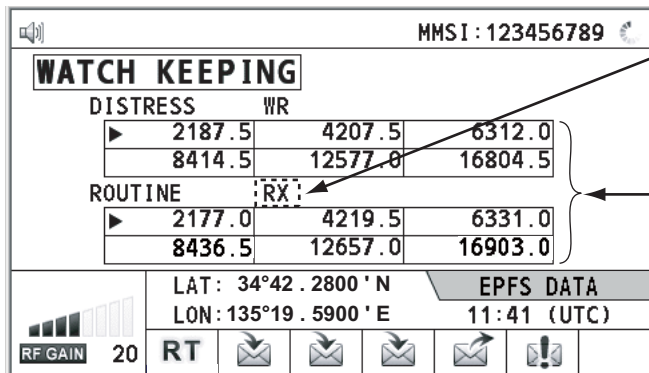 MMSI:123456789
WATCH KEEPING
DISTRESS WR
▶ 2187.5 4207.5 6312.0
8414.5 12577.0 16804.5
ROUTINE RX
▶ 2177.0 4219.5 6331.0
8436.5 12657.0 16903.0
LAT: 34°42.2800'N EPFS DATA
LON:135°19.5900'E 11:41 (UTC)
RF GAIN 20 RT